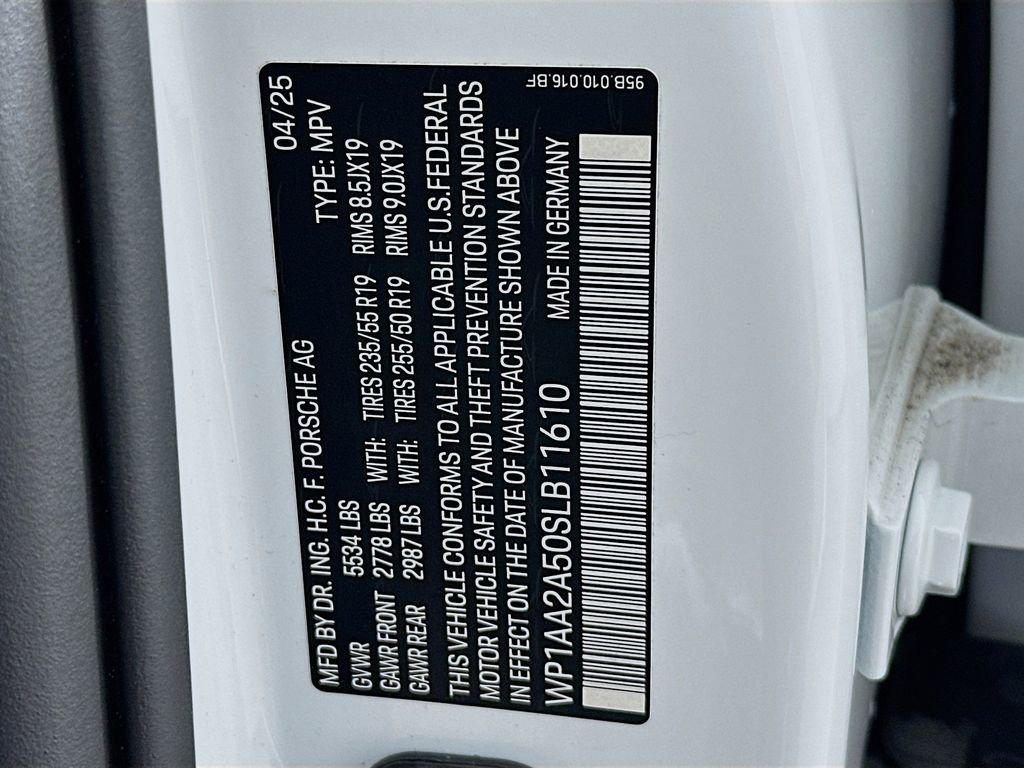 MFD BY DR. ING. H.C. F. PORSCHE AG 04/25
GVWR 5534 LBS TYPE: MPV
GAWR FRONT 2778 LBS WITH: TIRES 235/55 R19 RIMS 8.5JX19
GAWR REAR 2987 LBS WITH: TIRES 255/50 R19 RIMS 9.0JX19
THIS VEHICLE CONFORMS TO ALL APPLICABLE U.S.FEDERAL
MOTOR VEHICLE SAFETY AND THEFT PREVENTION STANDARDS
IN EFFECT ON THE DATE OF MANUFACTURE SHOWN ABOVE
WP1AA2A50SLB11610 MADE IN GERMANY
95B.010.016.BF